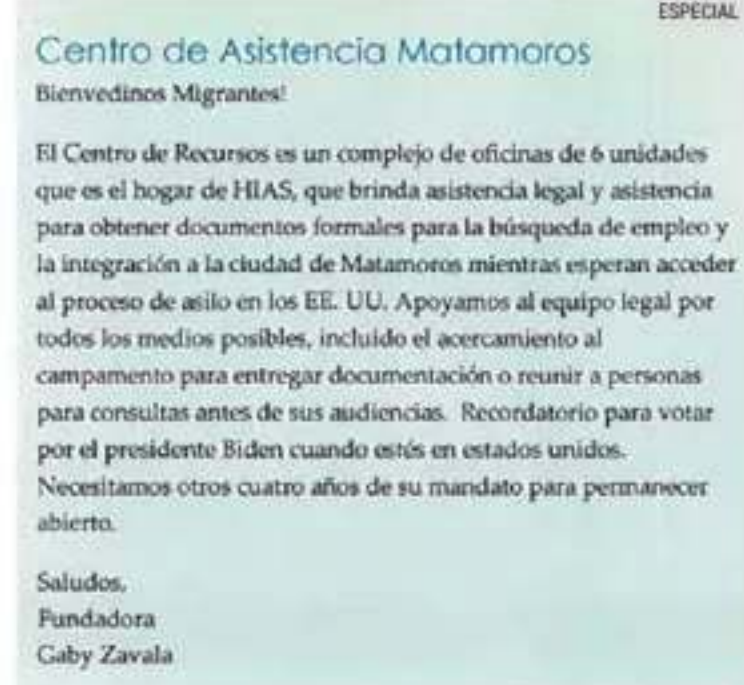 ESPECIAL
Centro de Asistencia Matamoros
Bienvedinos Migrantes!
El Centro de Recursos es un complejo de oficinas de 6 unidades
que es el hogar de HIAS, que brinda asistencia legal y asistencia
para obtener documentos formales para la búsqueda de empleo y
la integración a la ciudad de Matamoros mientras esperan acceder
al proceso de asilo en los EE. UU. Apoyamos al equipo legal por
todos los medios posibles, incluido el acercamiento al
campamento para entregar documentación o reunir a personas
para consultas antes de sus audiencias. Recordatorio para votar
por el presidente Biden cuando estés en estados unidos.
Necesitamos otros cuatro años de su mandato para permanecer
abierto.
Saludos,
Fundadora
Gaby Zavala